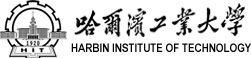 哈爾濱工業大學
HARBIN INSTITUTE OF TECHNOLOGY
1920
HIT